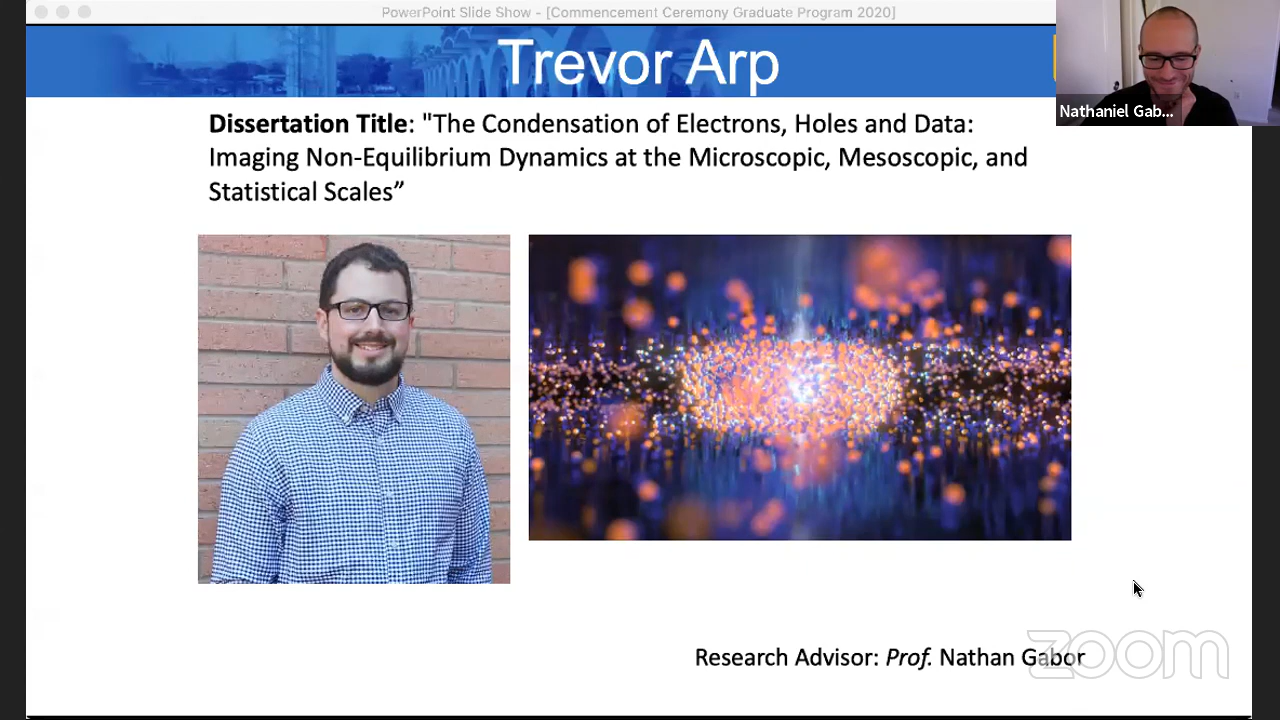 PowerPoint Slide Show - [Commencement Ceremony Graduate Program 2020]
Trevor Arp
Nathaniel Gab...
Dissertation Title: "The Condensation of Electrons, Holes and Data:
Imaging Non-Equilibrium Dynamics at the Microscopic, Mesoscopic, and
Statistical Scales”
Research Advisor: Prof. Nathan Gabor
zoom